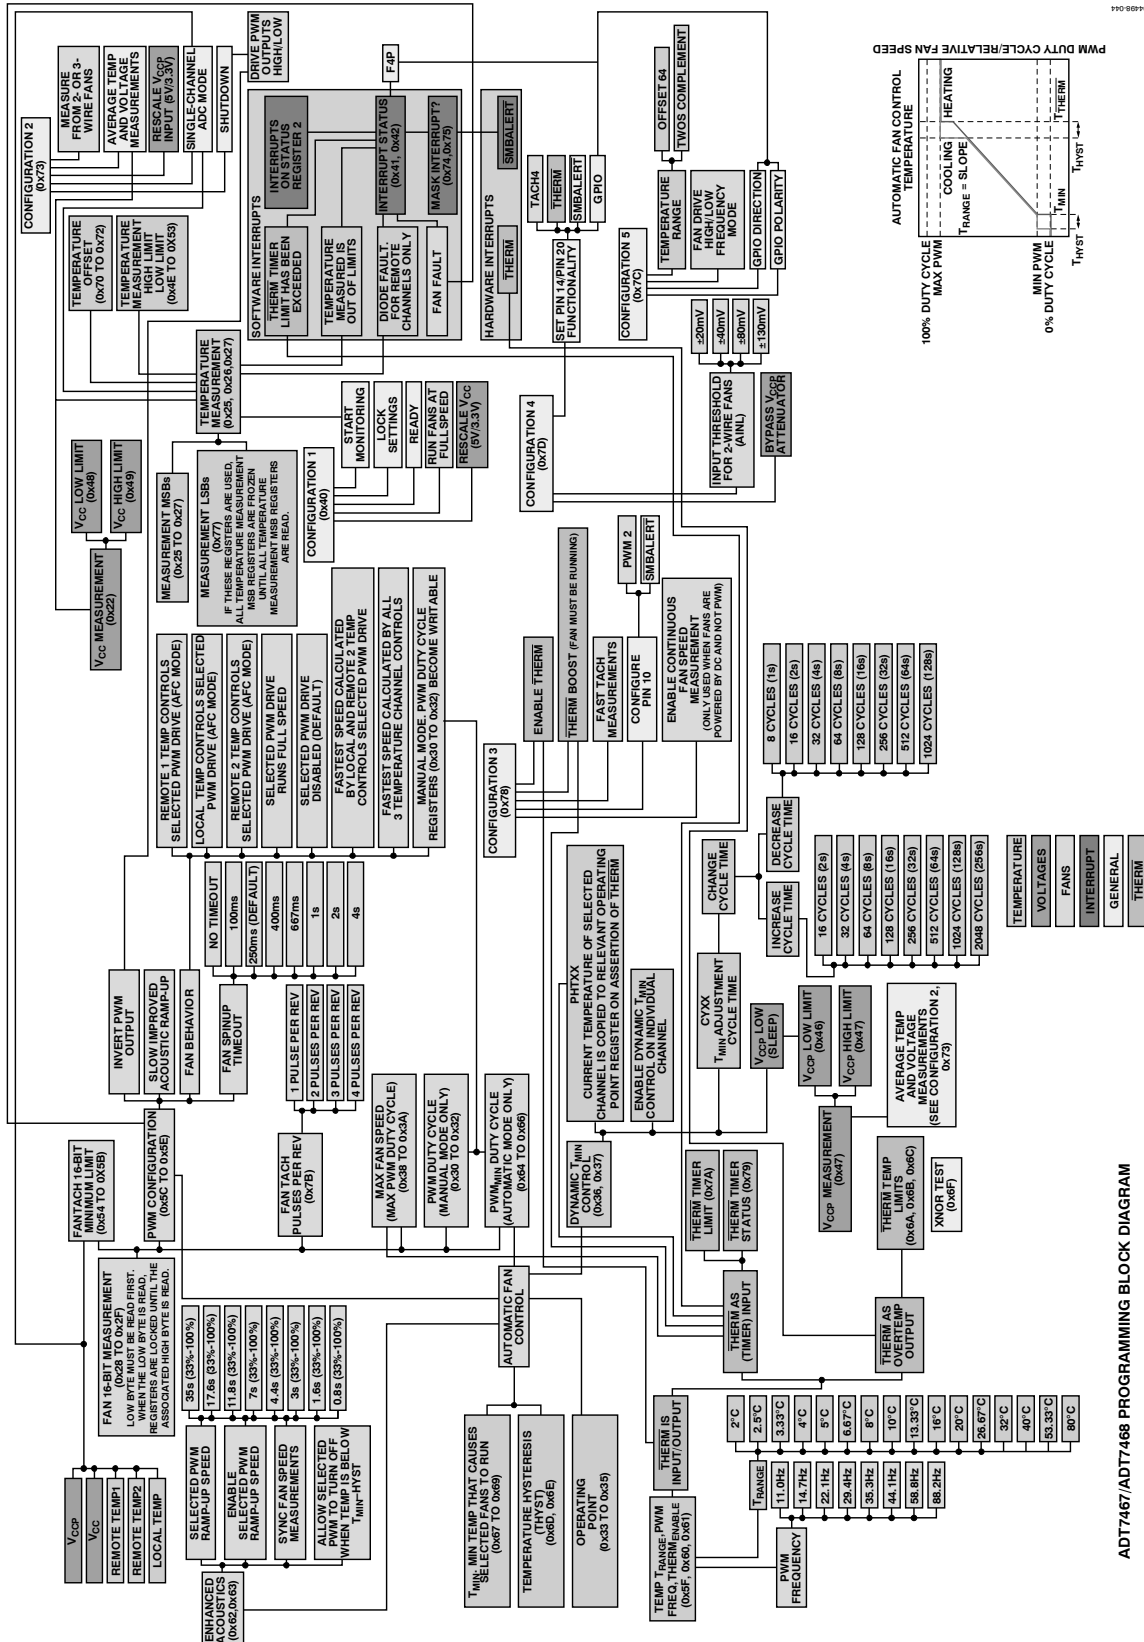 CONFIGURATION 2
(0x73)
MEASURE
FROM 2- OR 3-
WIRE FANS
AVERAGE TEMP
AND VOLTAGE
MEASUREMENTS
RESCALE VCCP
INPUT (5V/3.3V)
SINGLE-CHANNEL
ADC MODE
SHUTDOWN
DRIVE PWM
OUTPUTS
HIGH/LOW
TEMPERATURE
OFFSET
(0x70 TO 0x72)
TEMPERATURE
MEASUREMENT
HIGH LIMIT
LOW LIMIT
(0x4E TO 0x53)
SOFTWARE INTERRUPTS
THERM TIMER
LIMIT HAS BEEN
EXCEEDED
TEMPERATURE
MEASURED IS
OUT OF LIMITS
DIODE FAULT.
FOR REMOTE
CHANNELS ONLY
FAN FAULT
INTERRUPTS
ON STATUS
REGISTER 2
INTERRUPT STATUS
(0x41, 0x42)
MASK INTERRUPT?
(0x74,0x75)
F4P
HARDWARE INTERRUPTS
THERM
SMBALERT
SET PIN 14/PIN 20
FUNCTIONALITY
TACH4
THERM
SMBALERT
GPIO
CONFIGURATION 5
(0x7C)
TEMPERATURE
RANGE
OFFSET 64
TWOS COMPLEMENT
FAN DRIVE
HIGH/LOW
FREQUENCY
MODE
GPIO DIRECTION
GPIO POLARITY
AUTOMATIC FAN CONTROL
TEMPERATURE
PWM DUTY CYCLE/RELATIVE FAN SPEED
100% DUTY CYCLE
MAX PWM
COOLING
HEATING
TRANGE = SLOPE
MIN PWM
0% DUTY CYCLE
THYST
TMIN
THYST
TTHERM
VCC MEASUREMENT
(0x22)
VCC LOW LIMIT
(0x48)
VCC HIGH LIMIT
(0x49)
TEMPERATURE
MEASUREMENT
(0x25, 0x26,0x27)
MEASUREMENT MSBs
(0x25 TO 0x27)
MEASUREMENT LSBs
(0x77)
IF THESE REGISTERS ARE USED,
ALL TEMPERATURE MEASUREMENT
MSB REGISTERS ARE FROZEN
UNTIL ALL TEMPERATURE
MEASUREMENT MSB REGISTERS
ARE READ.
CONFIGURATION 1
(0x40)
START
MONITORING
LOCK
SETTINGS
READY
RUN FANS AT
FULLSPEED
RESCALE VCC
(5V/3.3V)
CONFIGURATION 4
(0x7D)
INPUT THRESHOLD
FOR 2-WIRE FANS
(AINL)
±20mV
±40mV
±80mV
±130mV
BYPASS VCCP
ATTENUATOR
REMOTE 1 TEMP CONTROLS
SELECTED PWM DRIVE (AFC MODE)
LOCAL TEMP CONTROLS SELECTED
PWM DRIVE (AFC MODE)
REMOTE 2 TEMP CONTROLS
SELECTED PWM DRIVE (AFC MODE)
SELECTED PWM DRIVE
RUNS FULL SPEED
SELECTED PWM DRIVE
DISABLED (DEFAULT)
FASTEST SPEED CALCULATED
BY LOCAL AND REMOTE 2 TEMP
CONTROLS SELECTED PWM DRIVE
FASTEST SPEED CALCULATED BY ALL
3 TEMPERATURE CHANNEL CONTROLS
MANUAL MODE. PWM DUTY CYCLE
REGISTERS (0x30 TO 0x32) BECOME WRITABLE
CONFIGURATION 3
(0x78)
ENABLE THERM
THERM BOOST (FAN MUST BE RUNNING)
FAST TACH
MEASUREMENTS
CONFIGURE
PIN 10
PWM 2
SMBALERT
ENABLE CONTINUOUS
FAN SPEED
MEASUREMENT
(ONLY USED WHEN FANS ARE
POWERED BY DC AND NOT PWM)
INVERT PWM
OUTPUT
SLOW IMPROVED
ACOUSTIC RAMP-UP
FAN BEHAVIOR
FAN SPINUP
TIMEOUT
NO TIMEOUT
100ms
250ms (DEFAULT)
400ms
667ms
1s
2s
4s
FANTACH 16-BIT
MINIMUM LIMIT
(0x54 TO 0X5B)
PWM CONFIGURATION
(0x5C TO 0x5E)
FAN TACH
PULSES PER REV
(0x7B)
1 PULSE PER REV
2 PULSES PER REV
3 PULSES PER REV
4 PULSES PER REV
MAX FAN SPEED
(MAX PWM DUTY CYCLE)
(0x38 TO 0x3A)
PWM DUTY CYCLE
(MANUAL MODE ONLY)
(0x30 TO 0x32)
PWMMIN DUTY CYCLE
(AUTOMATIC MODE ONLY)
(0x64 TO 0x66)
DYNAMIC TMIN
CONTROL
(0x36, 0x37)
PHTXX
CURRENT TEMPERATURE OF SELECTED
CHANNEL IS COPIED TO RELEVANT OPERATING
POINT REGISTER ON ASSERTION OF THERM
ENABLE DYNAMIC TMIN
CONTROL ON INDIVIDUAL
CHANNEL
CYXX
TMIN ADJUSTMENT
CYCLE TIME
CHANGE
CYCLE TIME
INCREASE
CYCLE TIME
DECREASE
CYCLE TIME
8 CYCLES (1s)
16 CYCLES (2s)
32 CYCLES (4s)
64 CYCLES (8s)
128 CYCLES (16s)
256 CYCLES (32s)
512 CYCLES (64s)
1024 CYCLES (128s)
16 CYCLES (2s)
32 CYCLES (4s)
64 CYCLES (8s)
128 CYCLES (16s)
256 CYCLES (32s)
512 CYCLES (64s)
1024 CYCLES (128s)
2048 CYCLES (256s)
VCCP LOW
(SLEEP)
THERM TIMER
LIMIT (0x7A)
THERM TIMER
STATUS (0x79)
VCCP MEASUREMENT
(0x47)
VCCP LOW LIMIT
(0x46)
VCCP HIGH LIMIT
(0x47)
AVERAGE TEMP
AND VOLTAGE
MEASUREMENTS
(SEE CONFIGURATION 2,
0x73)
THERM TEMP
LIMITS
(0x6A, 0x6B, 0x6C)
XNOR TEST
(0x6F)
TEMPERATURE
VOLTAGES
FANS
INTERRUPT
GENERAL
THERM
FAN 16-BIT MEASUREMENT
(0x28 TO 0x2F)
LOW BYTE MUST BE READ FIRST.
WHEN THE LOW BYTE IS READ,
REGISTERS ARE LOCKED UNTIL THE
ASSOCIATED HIGH BYTE IS READ.
VCCP
VCC
REMOTE TEMP1
REMOTE TEMP2
LOCAL TEMP
ENHANCED
ACOUSTICS
(0x62,0x63)
SELECTED PWM
RAMP-UP SPEED
ENABLE
SELECTED PWM
RAMP-UP SPEED
SYNC FAN SPEED
MEASUREMENTS
ALLOW SELECTED
PWM TO TURN OFF
WHEN TEMP IS BELOW
TMIN–HYST
35s (33%-100%)
17.6s (33%-100%)
11.8s (33%-100%)
7s (33%-100%)
4.4s (33%-100%)
3s (33%-100%)
1.6s (33%-100%)
0.8s (33%-100%)
AUTOMATIC FAN
CONTROL
TMIN- MIN TEMP THAT CAUSES
SELECTED FANS TO RUN
(0x67 TO 0x69)
TEMPERATURE HYSTERESIS
(THYST)
(0x6D, 0x6E)
OPERATING
POINT
(0x33 TO 0x35)
THERM AS
(TIMER) INPUT
THERM AS
OVERTEMP
OUTPUT
THERM IS
INPUT/OUTPUT
TEMP TRANGE,PWM
FREQ,THERMENABLE
(0x5F, 0x60, 0x61)
TRANGE
2°C
2.5°C
3.33°C
4°C
5°C
6.67°C
8°C
10°C
13.33°C
16°C
20°C
26.67°C
32°C
40°C
53.33°C
80°C
PWM
FREQUENCY
11.0Hz
14.7Hz
22.1Hz
29.4Hz
35.3Hz
44.1Hz
58.8Hz
88.2Hz
ADT7467/ADT7468 PROGRAMMING BLOCK DIAGRAM